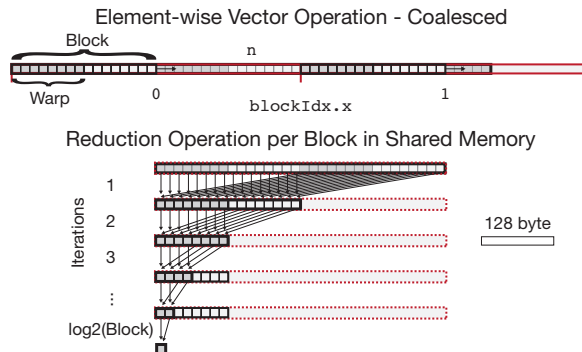 Element-wise Vector Operation - Coalesced
Block
n
Warp
0
1
blockIdx.x
Reduction Operation per Block in Shared Memory
1
2
3
...
log2(Block)
Iterations
128 byte